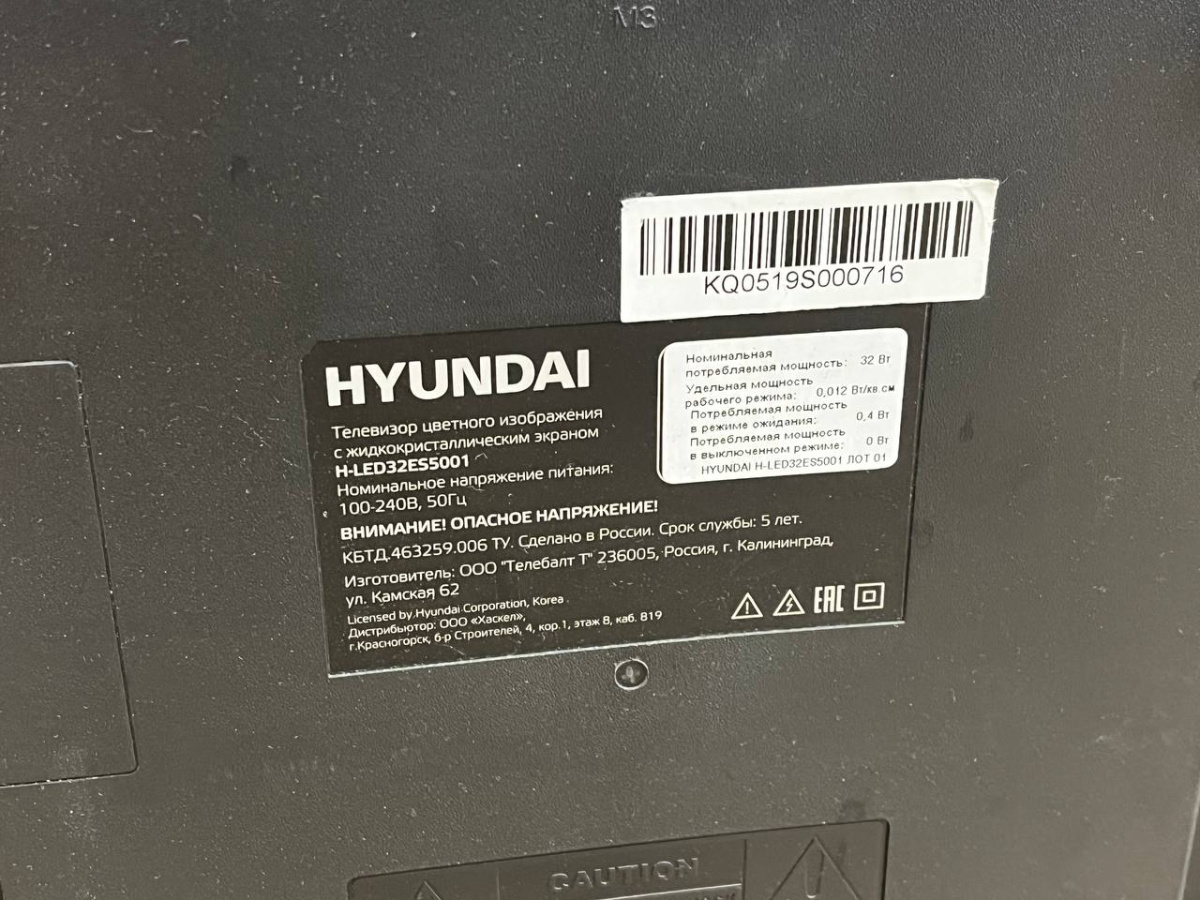 M3
KQ0519S000716
HYUNDAI
Телевизор цветного изображения
с жидкокристаллическим экраном
H-LED32ES5001
Номинальное напряжение питания:
100-240В, 50Гц
ВНИМАНИЕ! ОПАСНОЕ НАПРЯЖЕНИЕ!
КБТД.463259.006 ТУ. Сделано в России. Срок службы: 5 лет.
Изготовитель: ООО "Телебалт Т" 236005, Россия, г. Калининград,
ул. Камская 62
Licensed by Hyundai Corporation, Korea
Дистрибьютор: ООО «Хаскел»,
г.Красногорск, б-р Строителей, 4, кор.1, этаж 8, каб. 819
EAC
Номинальная
потребляемая мощность: 32 Вт
Удельная мощность
рабочего режима: 0,012 Вт/кв.см
Потребляемая мощность
в режиме ожидания: 0,4 Вт
Потребляемая мощность
в выключенном режиме: 0 Вт
HYUNDAI H-LED32ES5001 ЛОТ 01
CAUTION